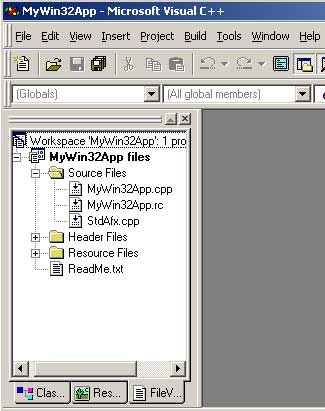 MyWin32App - Microsoft Visual C++
File Edit View Insert Project Build Tools Window Help
(Globals) (All global members)
Workspace 'MyWin32App': 1 pro
MyWin32App files
Source Files
MyWin32App.cpp
MyWin32App.rc
StdAfx.cpp
Header Files
Resource Files
ReadMe.txt
Clas... Res... FileV...